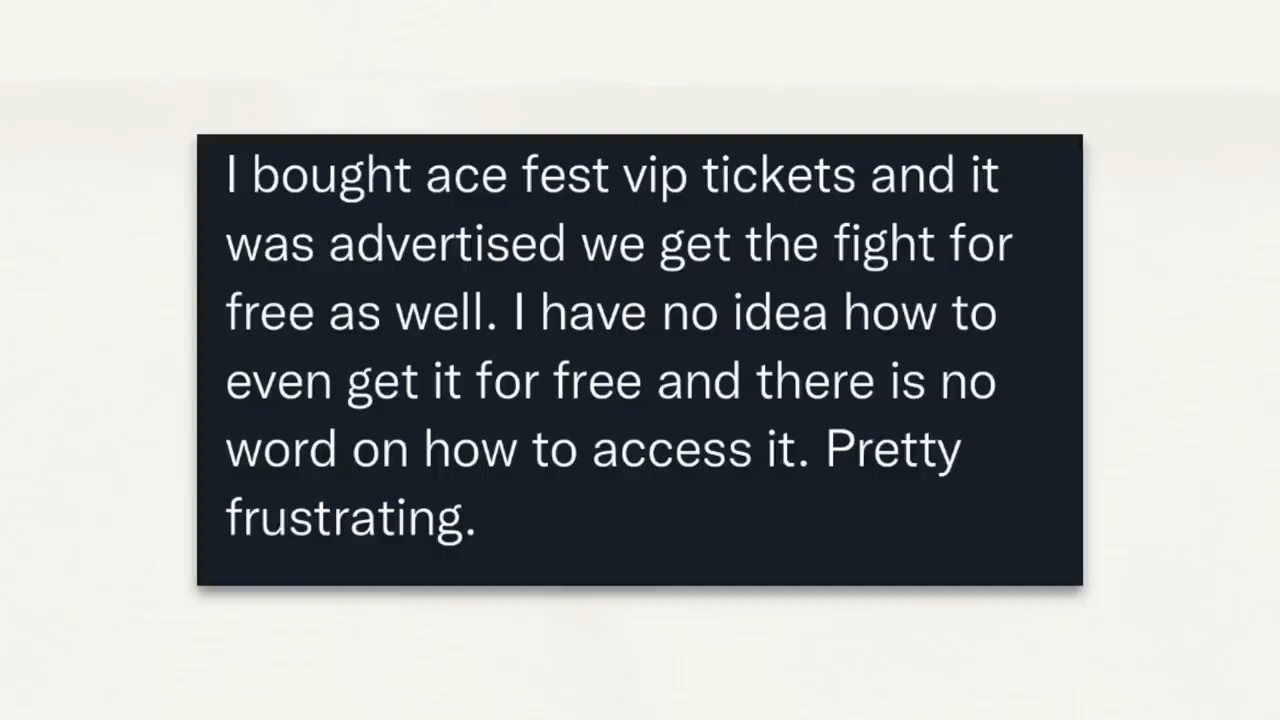 I bought ace fest vip tickets and it
was advertised we get the fight for
free as well. I have no idea how to
even get it for free and there is no
word on how to access it. Pretty
frustrating.